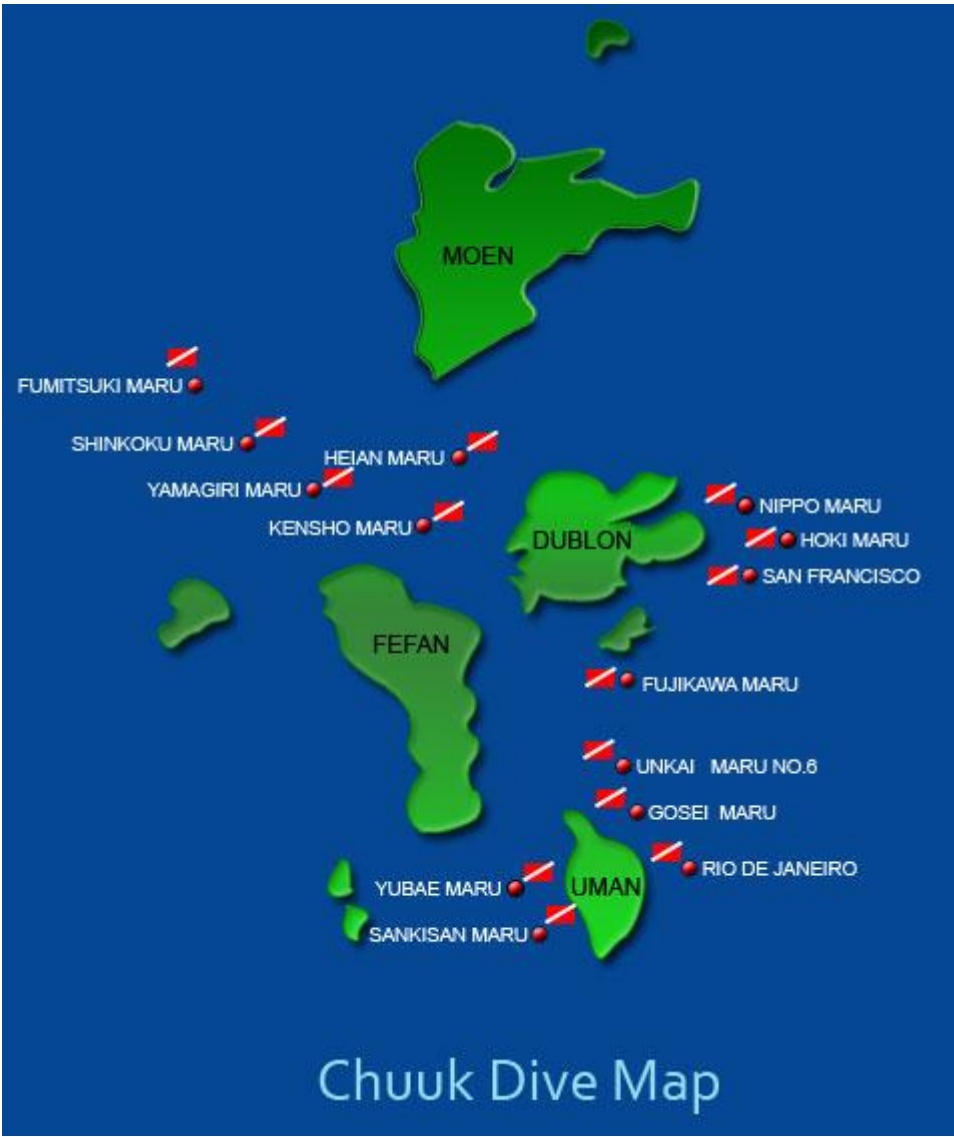 MOEN
FUMITSUKI MARU
SHINKOKU MARU
HEIAN MARU
YAMAGIRI MARU
NIPPO MARU
KENSHO MARU
DUBLON
HOKI MARU
SAN FRANCISCO
FEFAN
FUJIKAWA MARU
UNKAI MARU NO.6
GOSEI MARU
RIO DE JANEIRO
YUBAE MARU
UMAN
SANKISAN MARU
Chuuk Dive Map